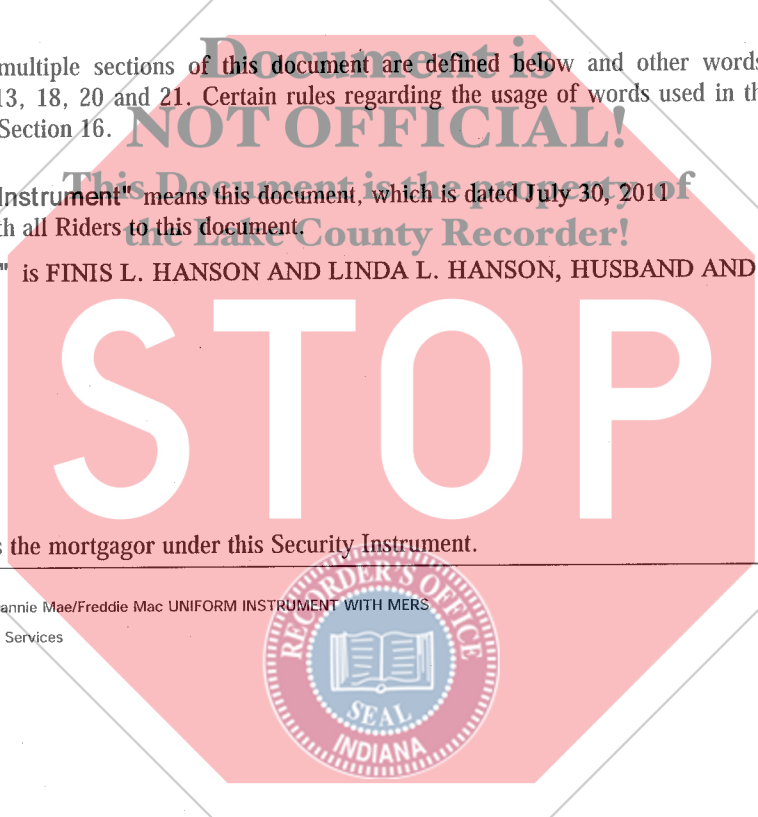 Document is
multiple sections of this document are defined below and other words
13, 18, 20 and 21. Certain rules regarding the usage of words used in th
Section 16.
NOT OFFICIAL!
This Document is the property of
Instrument" means this document, which is dated July 30, 2011
th all Riders to this document.
the Lake County Recorder!
" is FINIS L. HANSON AND LINDA L. HANSON, HUSBAND AND
STOP
s the mortgagor under this Security Instrument.
annie Mae/Freddie Mac UNIFORM INSTRUMENT WITH MERS
Services
RECORDER'S OFFICE
SEAL
INDIANA